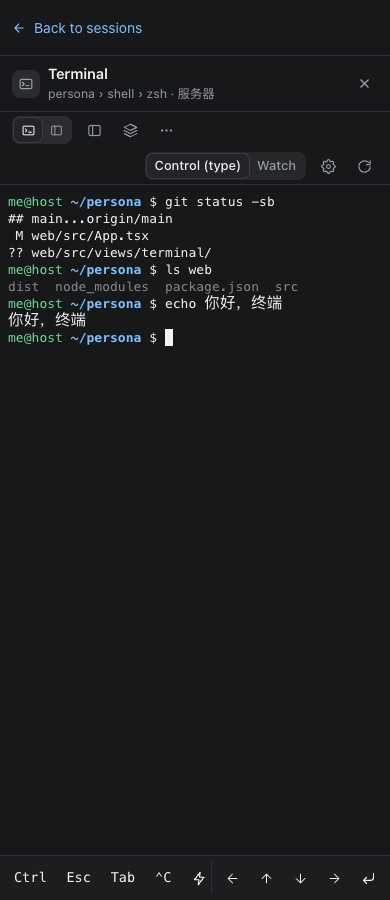 Back to sessions
Terminal
persona › shell › zsh · 服务器
Control (type) Watch
me@host ~/persona $ git status -sb
## main...origin/main
 M web/src/App.tsx
?? web/src/views/terminal/
me@host ~/persona $ ls web
dist  node_modules  package.json  src
me@host ~/persona $ echo 你好，终端
你好，终端
me@host ~/persona $
Ctrl Esc Tab ^C